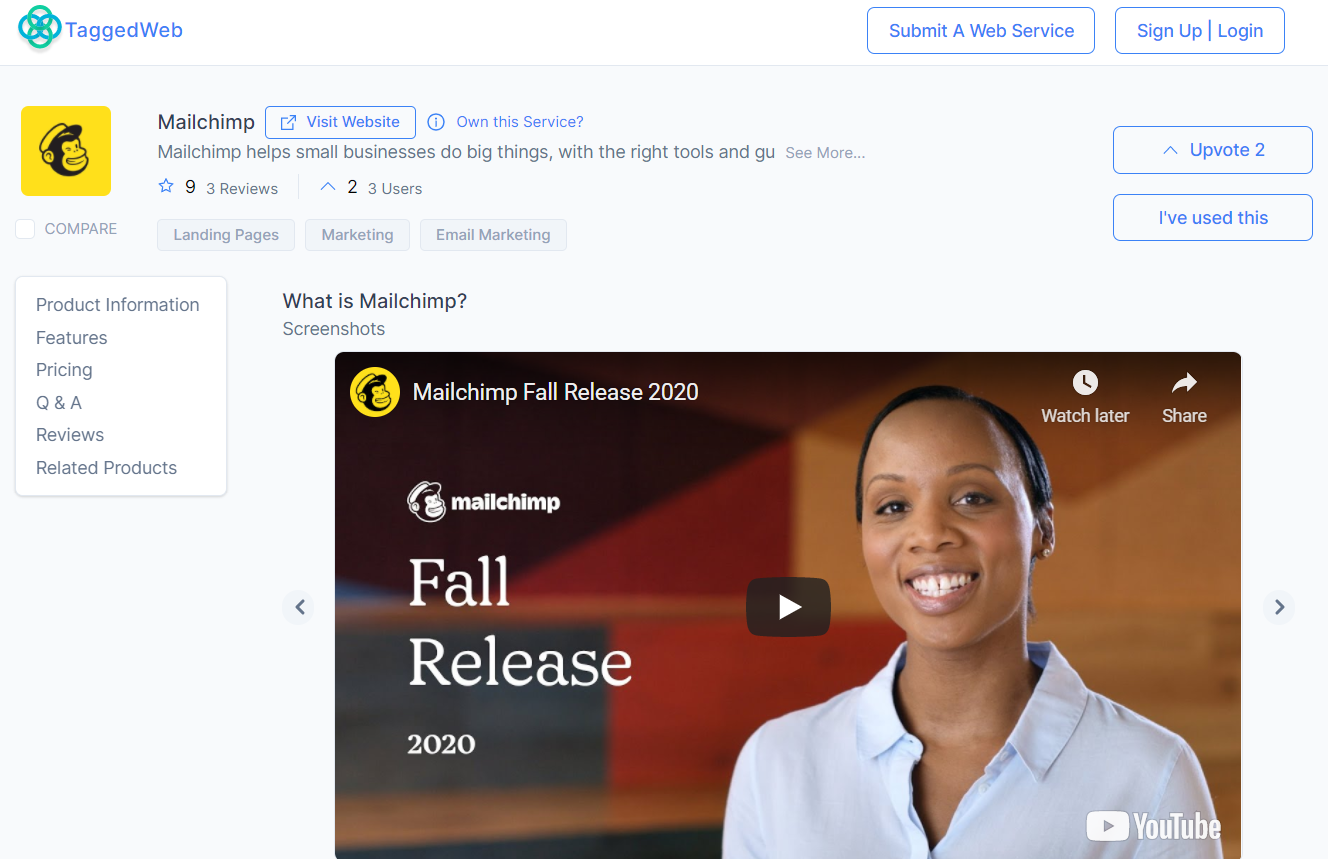 TaggedWeb
Submit A Web Service
Sign Up | Login
Mailchimp
Visit Website
Own this Service?
Mailchimp helps small businesses do big things, with the right tools and gu See More...
9 3 Reviews
2 3 Users
Upvote 2
I've used this
COMPARE
Landing Pages
Marketing
Email Marketing
Product Information
Features
Pricing
Q & A
Reviews
Related Products
What is Mailchimp?
Screenshots
Mailchimp Fall Release 2020
Watch later
Share
mailchimp
Fall
Release
2020
YouTube